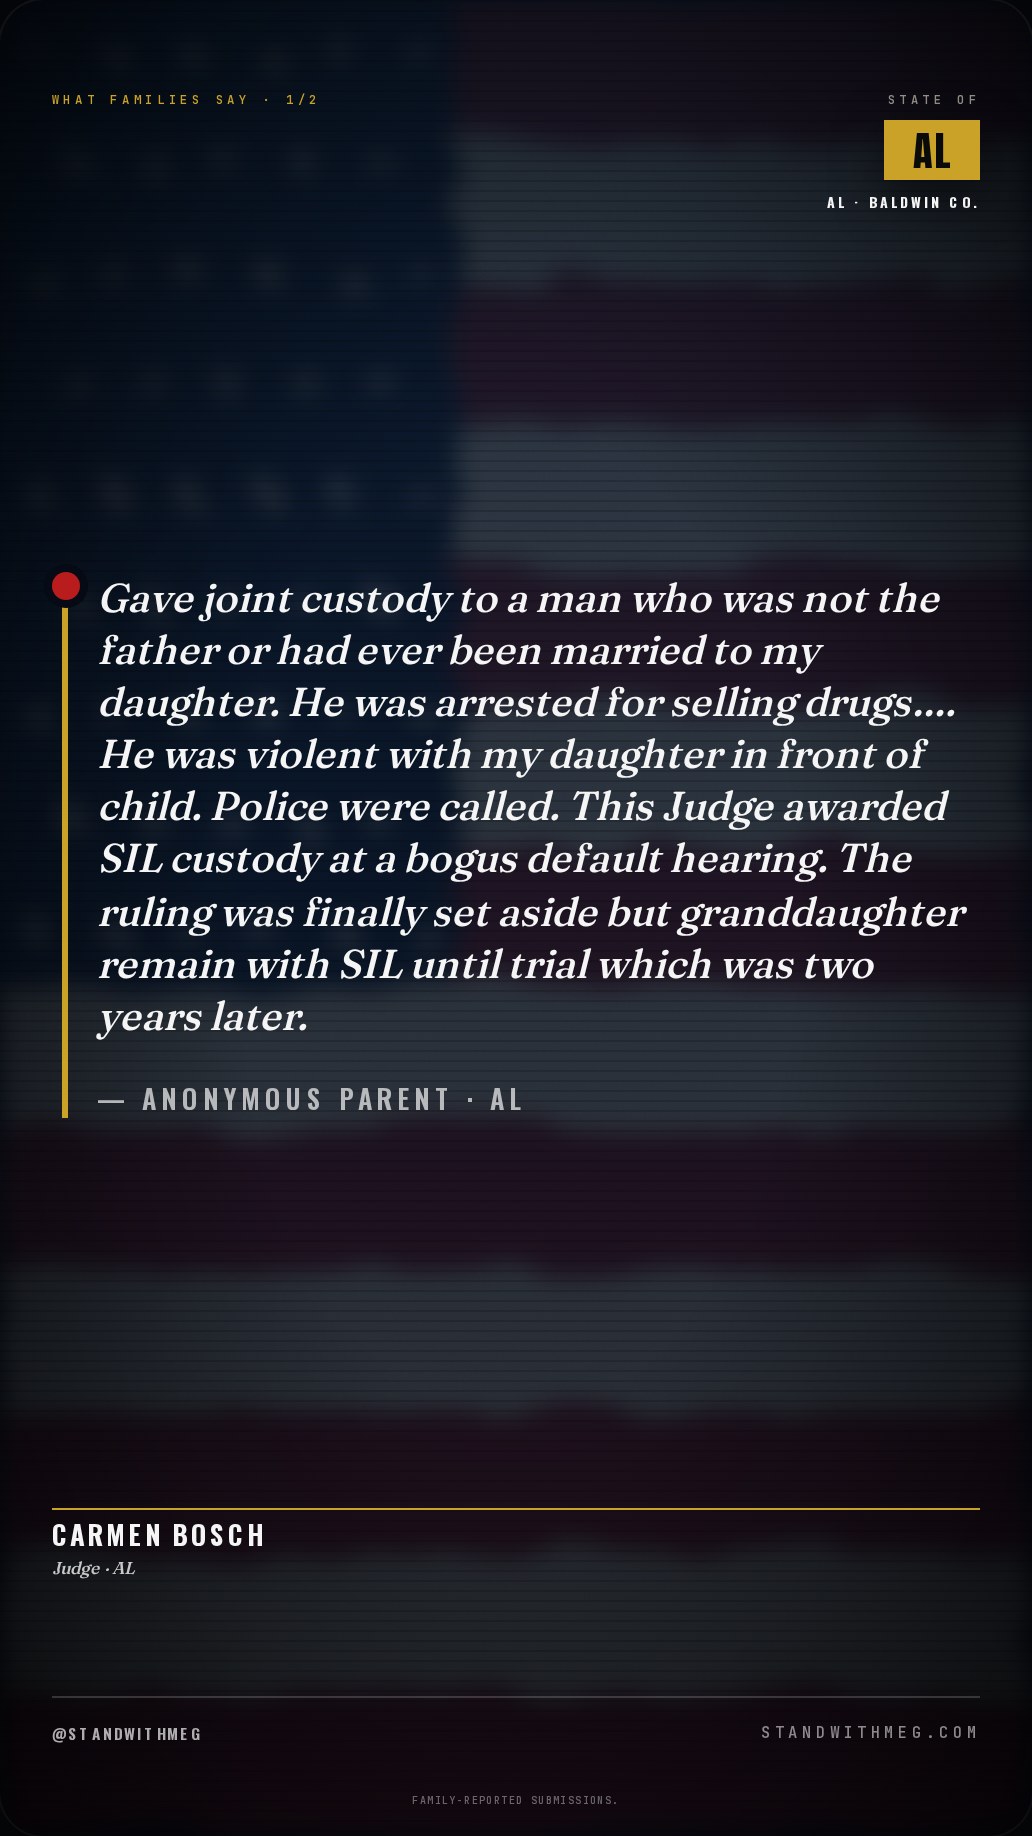 WHAT FAMILIES SAY · 1/2
STATE OF
AL
AL · BALDWIN CO.
Gave joint custody to a man who was not the
father or had ever been married to my
daughter. He was arrested for selling drugs....
He was violent with my daughter in front of
child. Police were called. This Judge awarded
SIL custody at a bogus default hearing. The
ruling was finally set aside but granddaughter
remain with SIL until trial which was two
years later.
— ANONYMOUS PARENT · AL
CARMEN BOSCH
Judge · AL
@STANDWITHMEG
STANDWITHMEG.COM
FAMILY-REPORTED SUBMISSIONS.